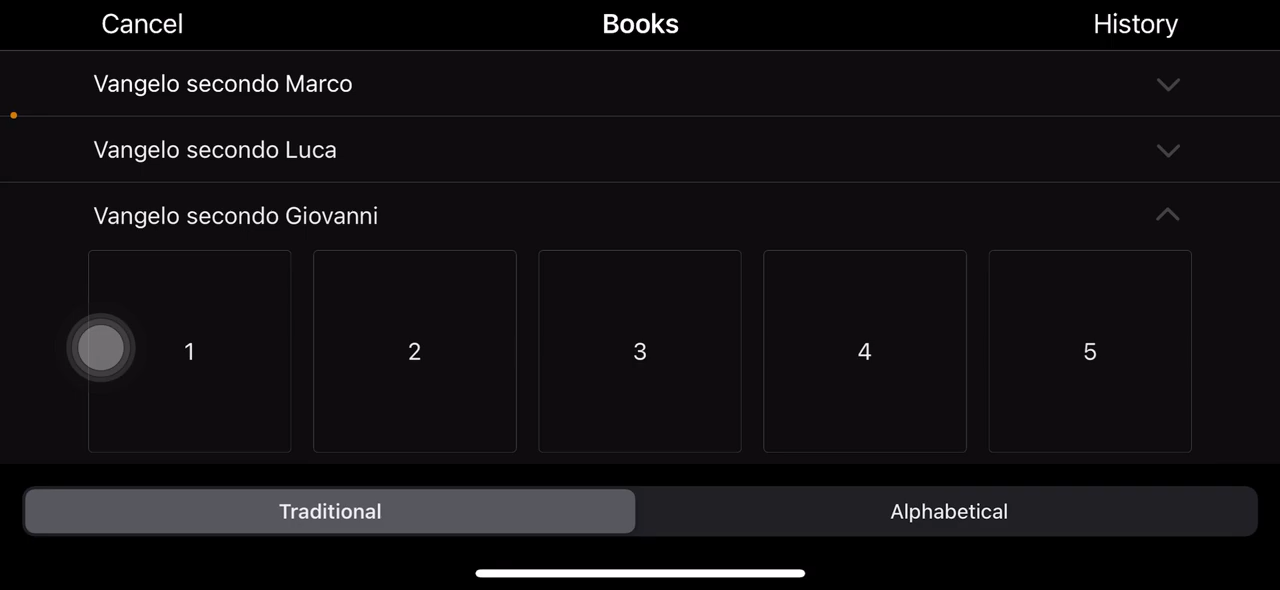 Cancel Books History
Vangelo secondo Marco
Vangelo secondo Luca
Vangelo secondo Giovanni
1 2 3 4 5
Traditional Alphabetical